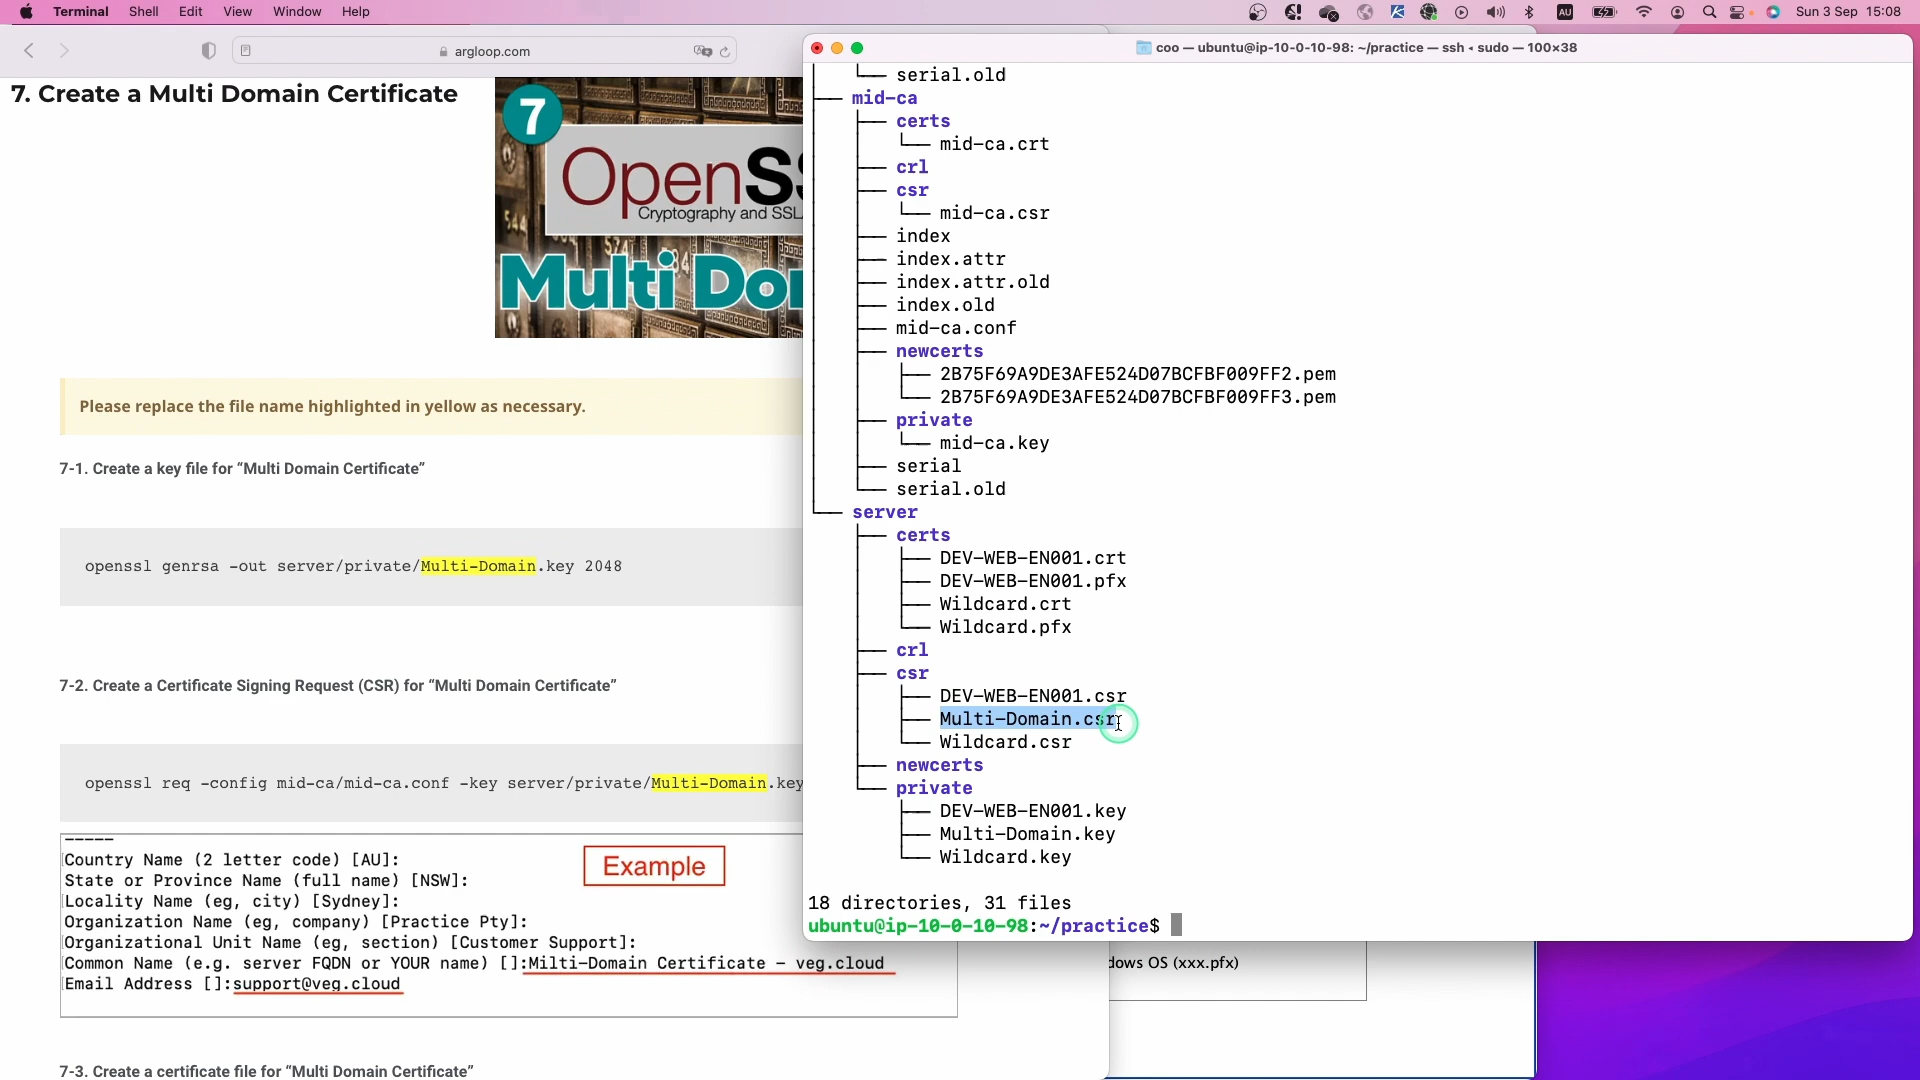 Terminal Shell Edit View Window Help
AU
Sun 3 Sep 15:08
argloop.com
7. Create a Multi Domain Certificate
7
OpenSS
Cryptography and SSL
544
574
Multi Do
Please replace the file name highlighted in yellow as necessary.
7-1. Create a key file for “Multi Domain Certificate”
openssl genrsa -out server/private/Multi-Domain.key 2048
7-2. Create a Certificate Signing Request (CSR) for “Multi Domain Certificate”
openssl req -config mid-ca/mid-ca.conf -key server/private/Multi-Domain.key
-----
Country Name (2 letter code) [AU]:
Example
State or Province Name (full name) [NSW]:
Locality Name (eg, city) [Sydney]:
Organization Name (eg, company) [Practice Pty]:
Organizational Unit Name (eg, section) [Customer Support]:
Common Name (e.g. server FQDN or YOUR name) []:Milti-Domain Certificate - veg.cloud
Email Address []:support@veg.cloud
7-3. Create a certificate file for “Multi Domain Certificate”
coo — ubuntu@ip-10-0-10-98: ~/practice — ssh ◂ sudo — 100×38
│   └── serial.old
├── mid-ca
│   ├── certs
│   │   └── mid-ca.crt
│   ├── crl
│   ├── csr
│   │   └── mid-ca.csr
│   ├── index
│   ├── index.attr
│   ├── index.attr.old
│   ├── index.old
│   ├── mid-ca.conf
│   ├── newcerts
│   │   ├── 2B75F69A9DE3AFE524D07BCFBF009FF2.pem
│   │   └── 2B75F69A9DE3AFE524D07BCFBF009FF3.pem
│   ├── private
│   │   └── mid-ca.key
│   ├── serial
│   └── serial.old
└── server
    ├── certs
    │   ├── DEV-WEB-EN001.crt
    │   ├── DEV-WEB-EN001.pfx
    │   ├── Wildcard.crt
    │   └── Wildcard.pfx
    ├── crl
    ├── csr
    │   ├── DEV-WEB-EN001.csr
    │   ├── Multi-Domain.csr
    │   └── Wildcard.csr
    ├── newcerts
    └── private
        ├── DEV-WEB-EN001.key
        ├── Multi-Domain.key
        └── Wildcard.key
18 directories, 31 files
ubuntu@ip-10-0-10-98:~/practice$
dows OS (xxx.pfx)